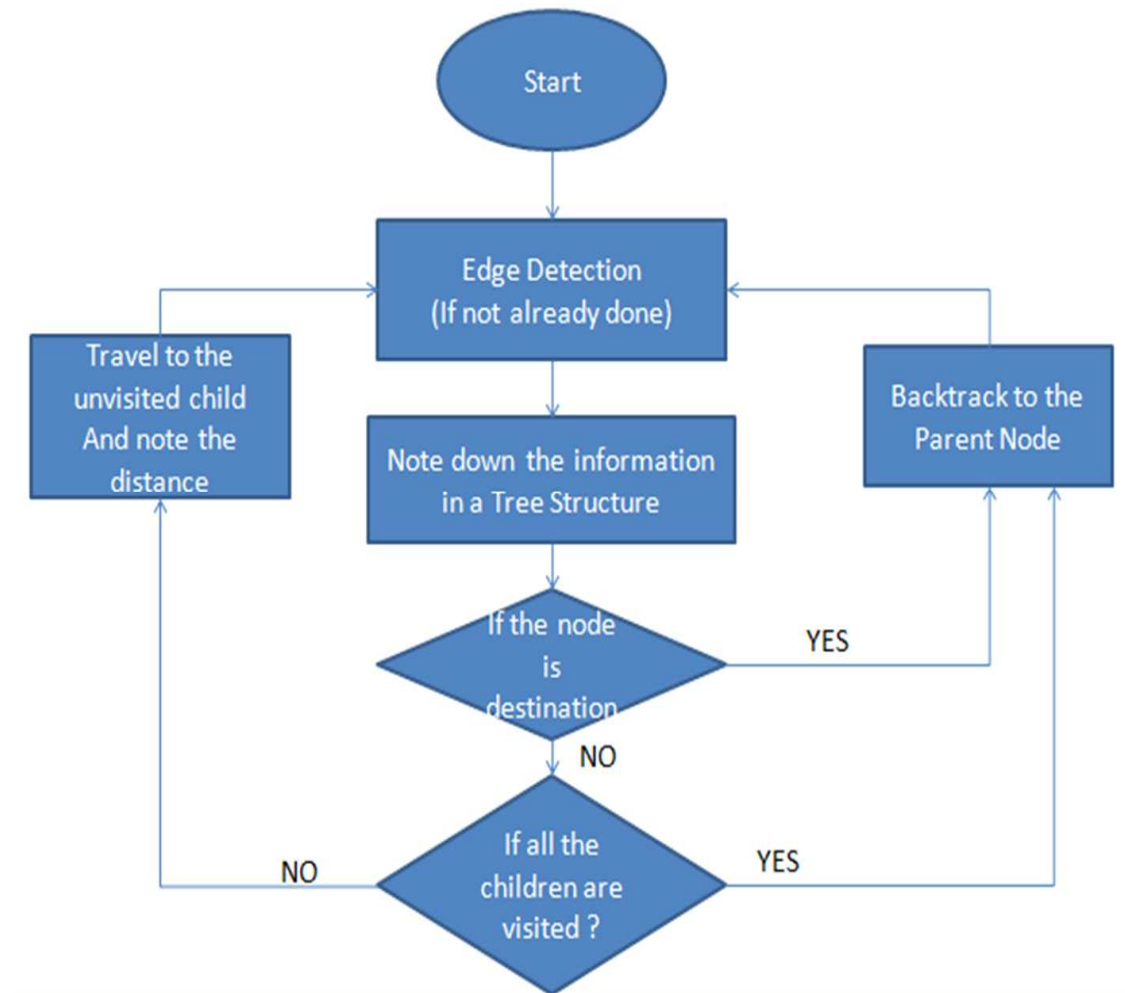 Start
Edge Detection
(If not already done)
Travel to the
unvisited child
And note the
distance
Backtrack to the
Parent Node
Note down the information
in a Tree Structure
If the node
is
destination
YES
NO
If all the
children are
visited ?
NO
YES